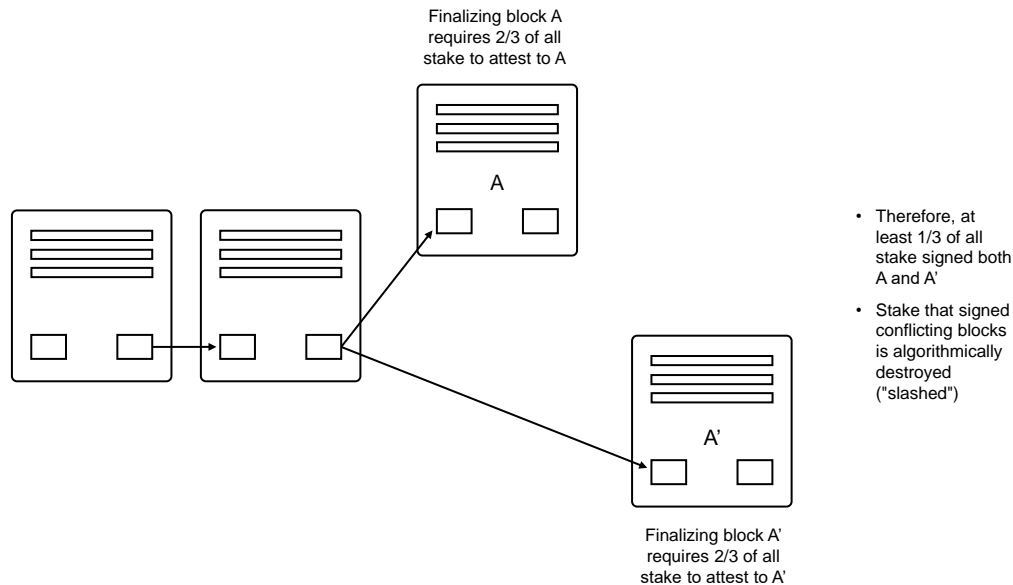 Finalizing block A
requires 2/3 of all
stake to attest to A
A
• Therefore, at
least 1/3 of all
stake signed both
A and A’
• Stake that signed
conflicting blocks
is algorithmically
destroyed
("slashed")
A’
Finalizing block A’
requires 2/3 of all
stake to attest to A’